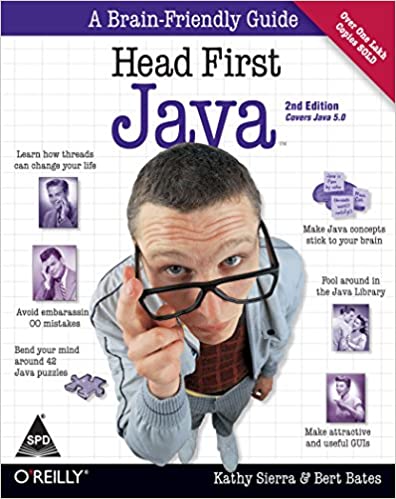 A Brain-Friendly Guide
Over One Lakh
Copies SOLD
Head First
Java
2nd Edition
Covers Java 5.0
TM
Learn how threads
can change your life
Make Java concepts
stick to your brain
Avoid embarassin
OO mistakes
Fool around in
the Java Library
Bend your mind
around 42
Java puzzles
Make attractive
and useful GUIs
SPD
O'REILLY®
Kathy Sierra & Bert Bates